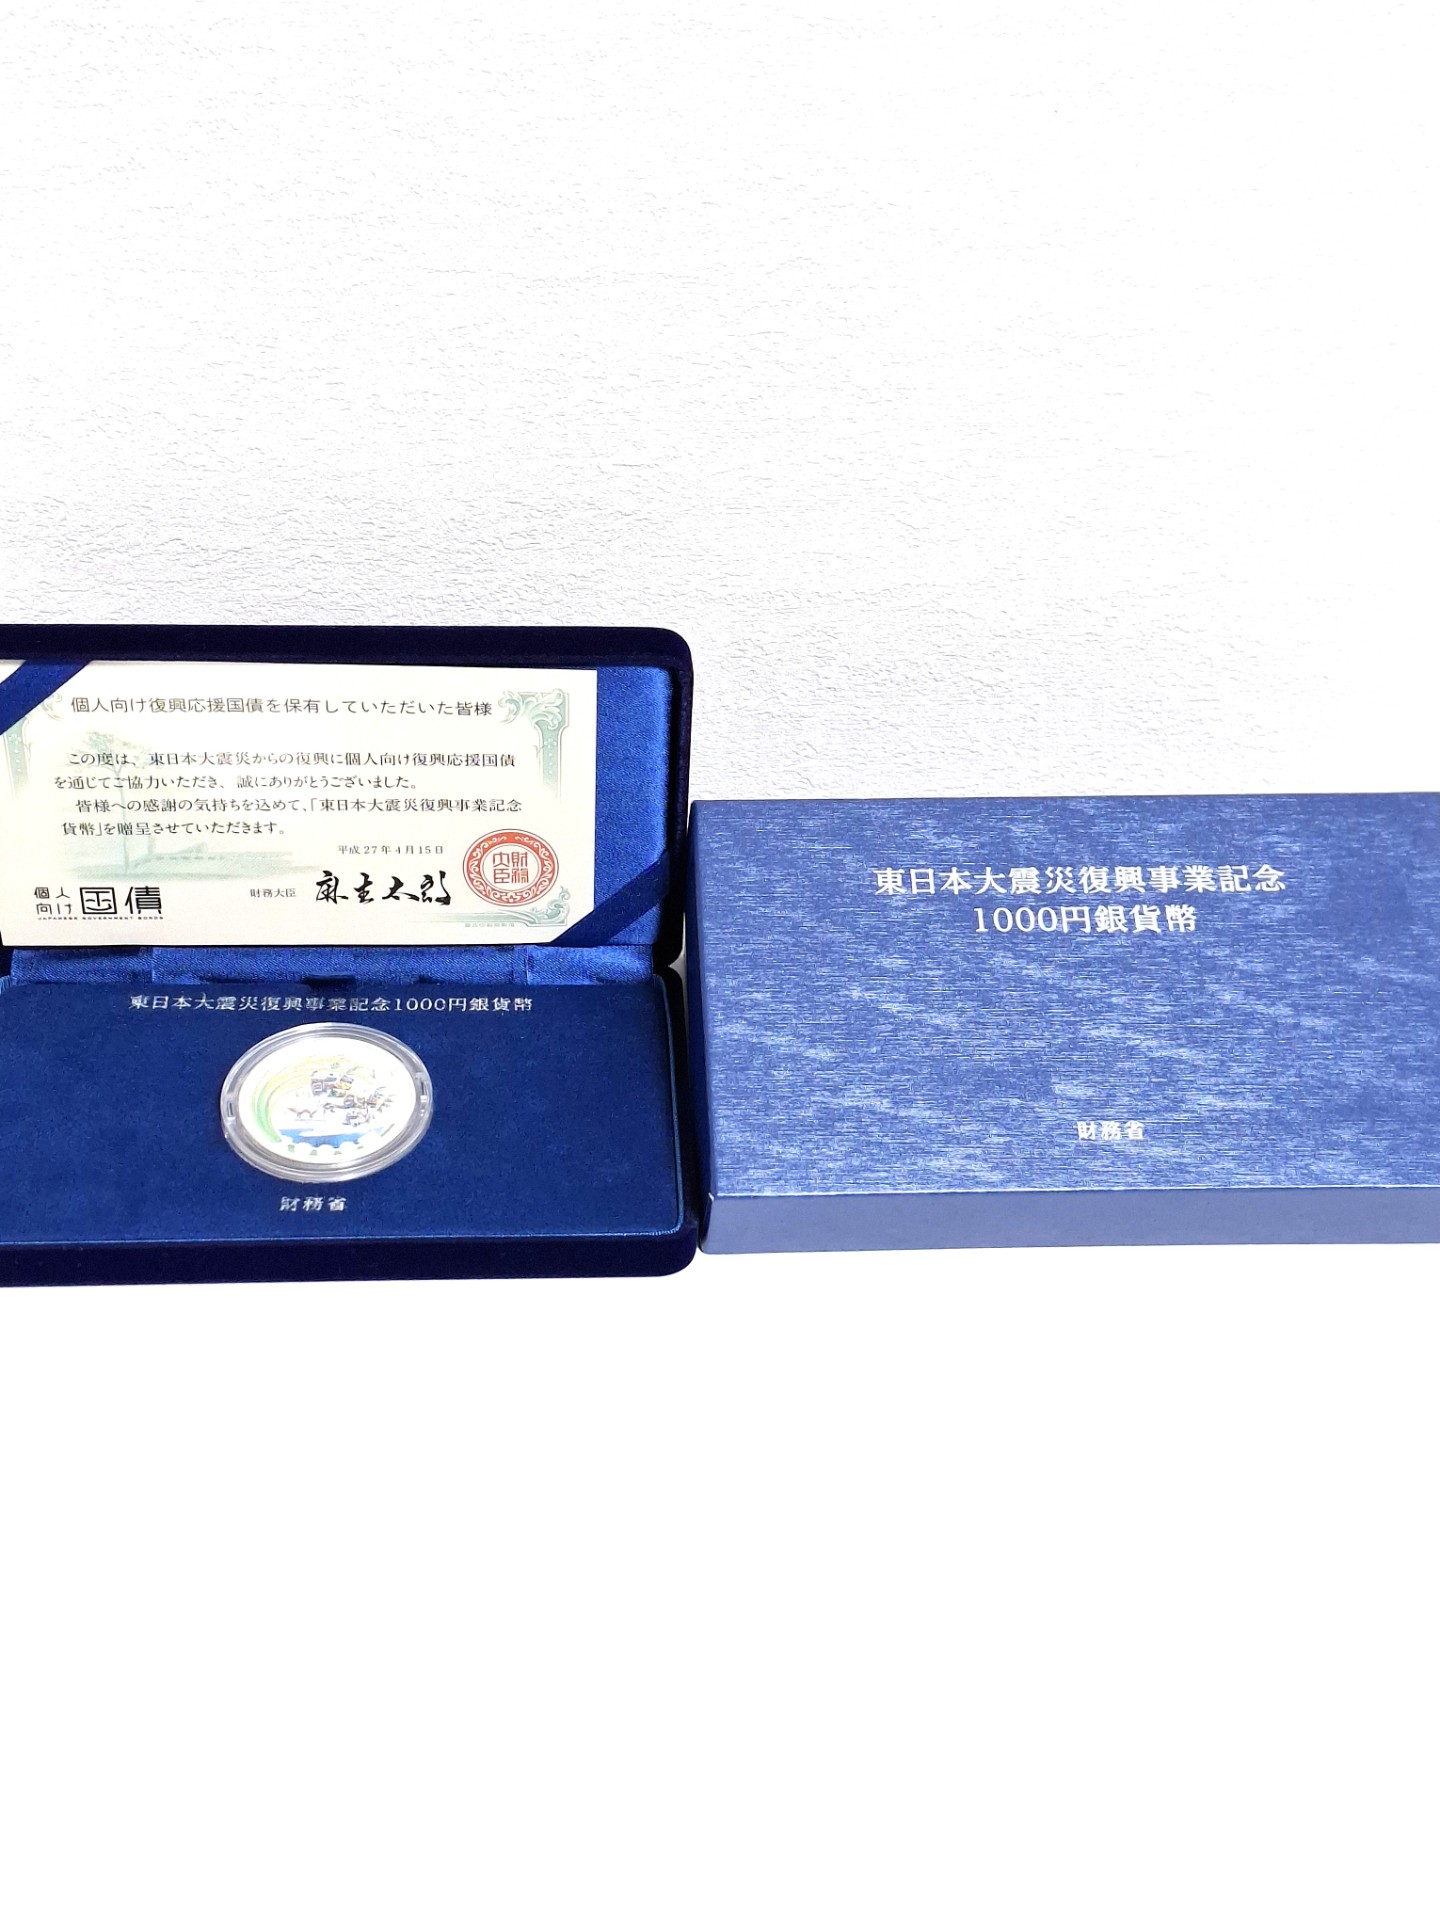 個人向け復興応援国債を保有していただいた皆様
この度は、東日本大震災からの復興に個人向け復興応援国債
を通じてご協力いただき、誠にありがとうございました。
皆様への感謝の気持ちを込めて、「東日本大震災復興事業記念
貨幣」を贈呈させていただきます。
平成27年4月15日
財務大臣 麻生太郎
財務大臣
個人
向け 国債
JAPANESE GOVERNMENT BONDS
東日本大震災復興事業記念1000円銀貨幣
財務省
東日本大震災復興事業記念
1000円銀貨幣
財務省